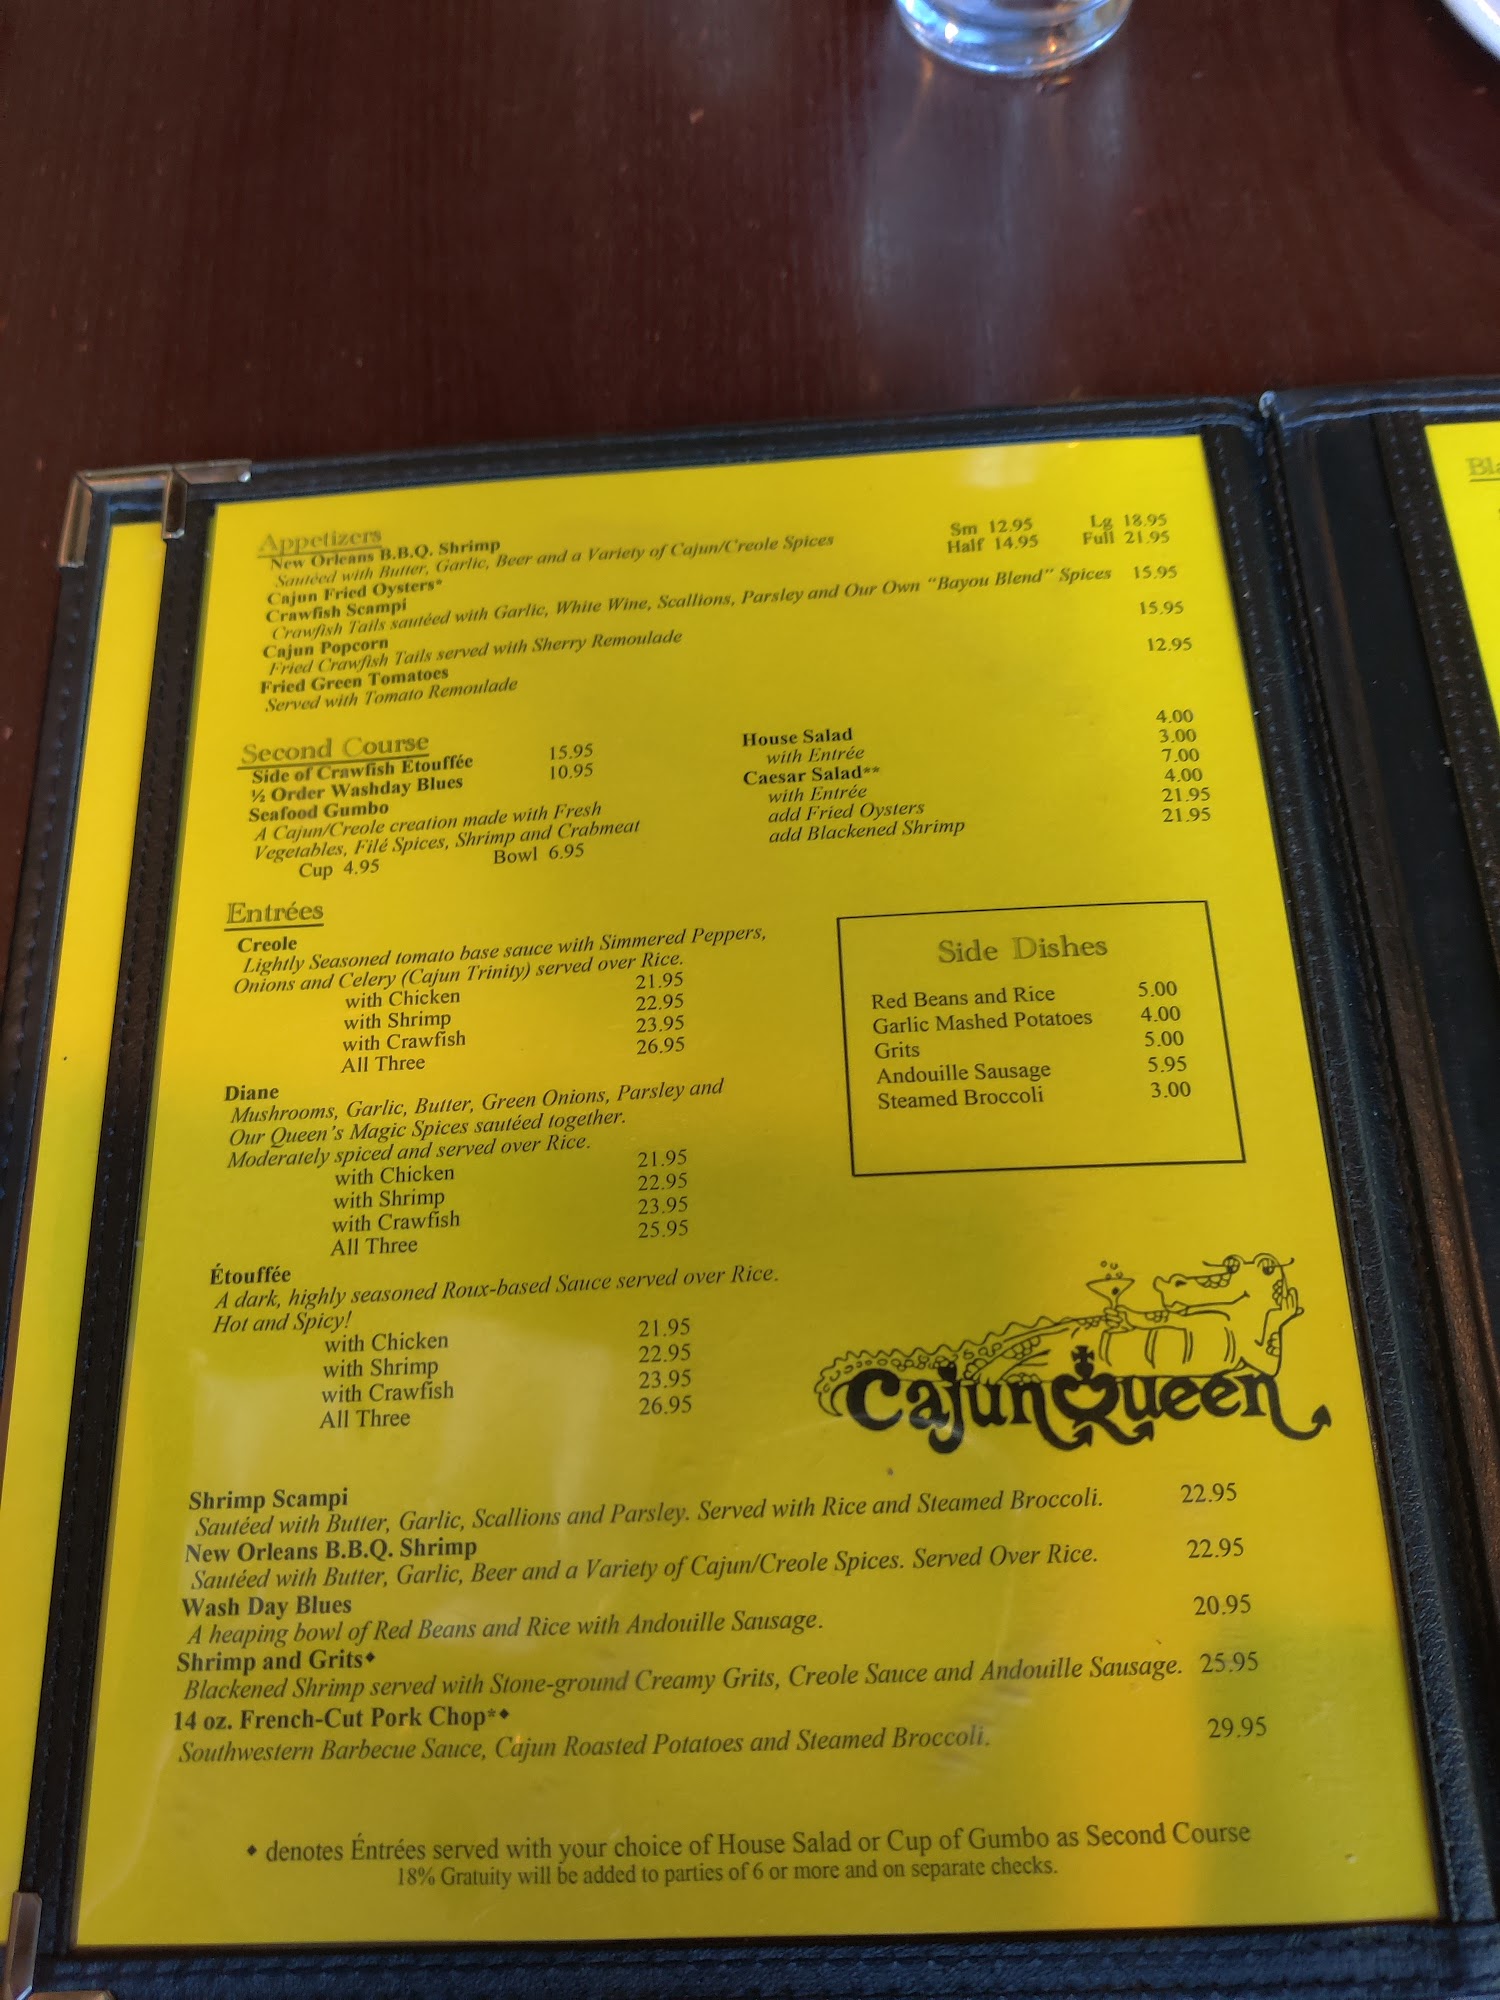 Appetizers
New Orleans B.B.Q. Shrimp Sm 12.95 Lg 18.95
Sautéed with Butter, Garlic, Beer and a Variety of Cajun/Creole Spices
Cajun Fried Oysters* Half 14.95 Full 21.95
Crawfish Scampi 15.95
Crawfish Tails sautéed with Garlic, White Wine, Scallions, Parsley and Our Own "Bayou Blend" Spices
Cajun Popcorn 15.95
Fried Crawfish Tails served with Sherry Remoulade
Fried Green Tomatoes 12.95
Served with Tomato Remoulade
Second Course
Side of Crawfish Etouffée 15.95
½ Order Washday Blues 10.95
Seafood Gumbo
A Cajun/Creole creation made with Fresh
Vegetables, Filé Spices, Shrimp and Crabmeat
Cup 4.95 Bowl 6.95
House Salad 4.00
with Entrée 3.00
Caesar Salad** 7.00
with Entrée 4.00
add Fried Oysters 21.95
add Blackened Shrimp 21.95
Entrées
Creole
Lightly Seasoned tomato base sauce with Simmered Peppers,
Onions and Celery (Cajun Trinity) served over Rice.
with Chicken 21.95
with Shrimp 22.95
with Crawfish 23.95
All Three 26.95
Side Dishes
Red Beans and Rice 5.00
Garlic Mashed Potatoes 4.00
Grits 5.00
Andouille Sausage 5.95
Steamed Broccoli 3.00
Diane
Mushrooms, Garlic, Butter, Green Onions, Parsley and
Our Queen's Magic Spices sautéed together.
Moderately spiced and served over Rice.
with Chicken 21.95
with Shrimp 22.95
with Crawfish 23.95
All Three 25.95
Étouffée
A dark, highly seasoned Roux-based Sauce served over Rice.
Hot and Spicy!
with Chicken 21.95
with Shrimp 22.95
with Crawfish 23.95
All Three 26.95
Cajun Queen
Shrimp Scampi 22.95
Sautéed with Butter, Garlic, Scallions and Parsley. Served with Rice and Steamed Broccoli.
New Orleans B.B.Q. Shrimp 22.95
Sautéed with Butter, Garlic, Beer and a Variety of Cajun/Creole Spices. Served Over Rice.
Wash Day Blues 20.95
A heaping bowl of Red Beans and Rice with Andouille Sausage.
Shrimp and Grits♦
Blackened Shrimp served with Stone-ground Creamy Grits, Creole Sauce and Andouille Sausage. 25.95
14 oz. French-Cut Pork Chop*♦ 29.95
Southwestern Barbecue Sauce, Cajun Roasted Potatoes and Steamed Broccoli.
♦ denotes Éntrées served with your choice of House Salad or Cup of Gumbo as Second Course
18% Gratuity will be added to parties of 6 or more and on separate checks.